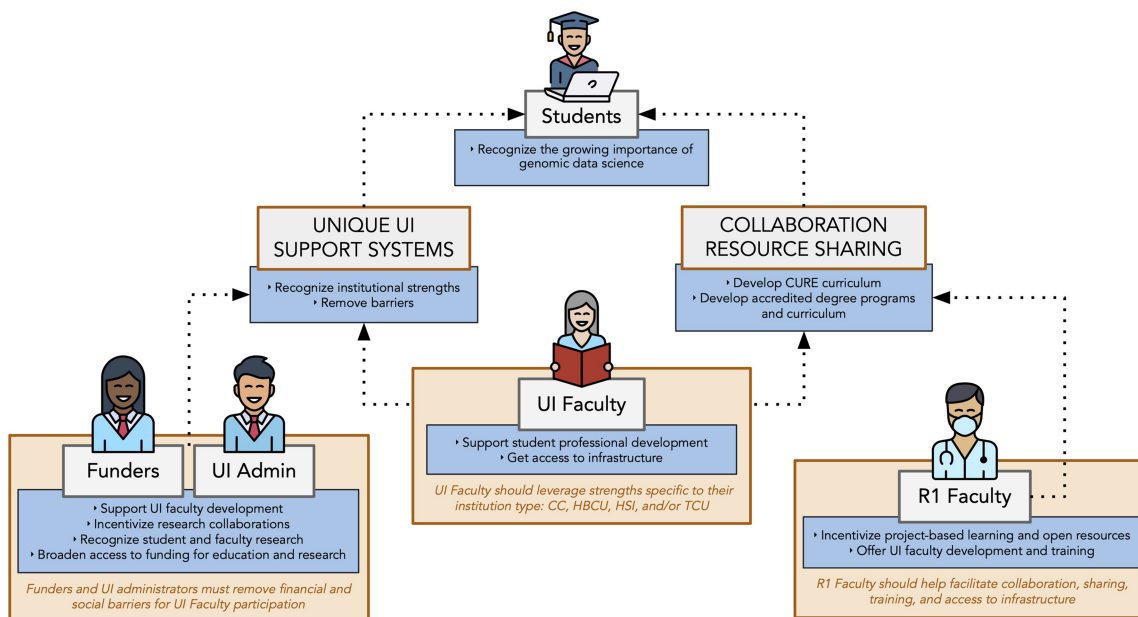 Students
‣ Recognize the growing importance of
genomic data science
UNIQUE UI
SUPPORT SYSTEMS
‣ Recognize institutional strengths
‣ Remove barriers
COLLABORATION
RESOURCE SHARING
‣ Develop CURE curriculum
‣ Develop accredited degree programs
and curriculum
Funders
UI Admin
‣ Support UI faculty development
‣ Incentivize research collaborations
‣ Recognize student and faculty research
‣ Broaden access to funding for education and research
Funders and UI administrators must remove financial and
social barriers for UI Faculty participation
UI Faculty
‣ Support student professional development
‣ Get access to infrastructure
UI Faculty should leverage strengths specific to their
institution type: CC, HBCU, HSI, and/or TCU
R1 Faculty
‣ Incentivize project-based learning and open resources
‣ Offer UI faculty development and training
R1 Faculty should help facilitate collaboration, sharing,
training, and access to infrastructure